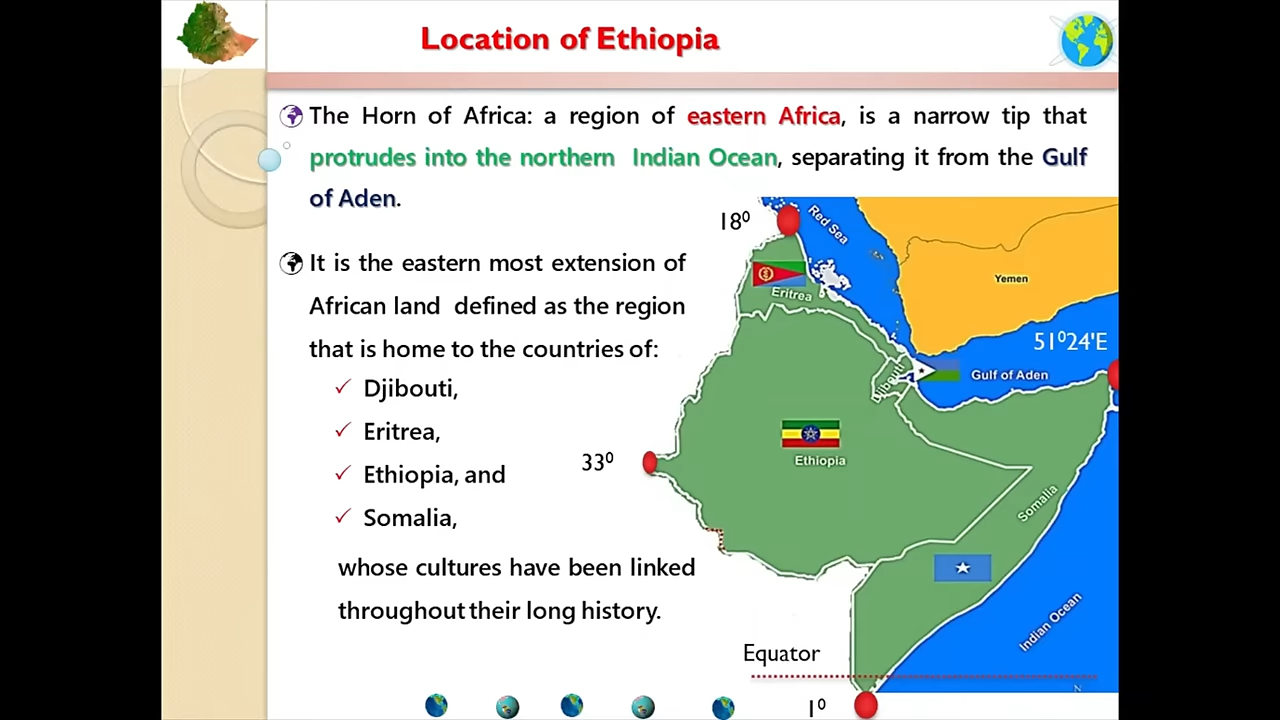 Location of Ethiopia
The Horn of Africa: a region of eastern Africa, is a narrow tip that
protrudes into the northern Indian Ocean, separating it from the Gulf
of Aden.
It is the eastern most extension of
African land defined as the region
that is home to the countries of:
✓ Djibouti,
✓ Eritrea,
✓ Ethiopia, and
✓ Somalia,
whose cultures have been linked
throughout their long history.
18⁰
Red Sea
Yemen
Eritrea
51⁰24'E
Djibouti
Gulf of Aden
33⁰
Ethiopia
Somalia
Indian Ocean
Equator
N
1⁰